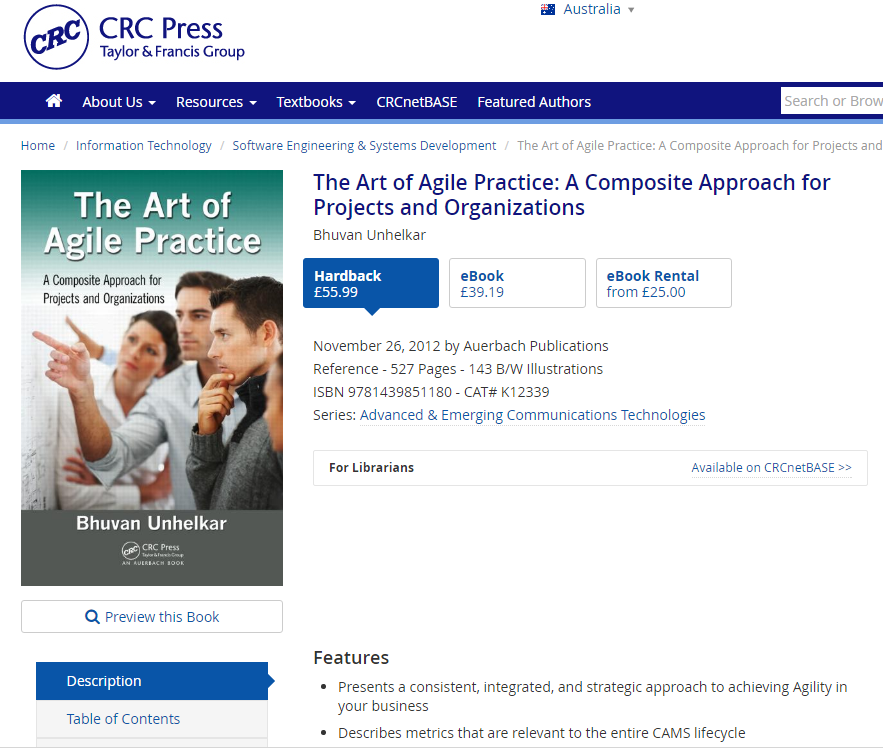 Australia
CRC
CRC Press
Taylor & Francis Group
About Us
Resources
Textbooks
CRCnetBASE
Featured Authors
Search or Brow
Home / Information Technology / Software Engineering & Systems Development / The Art of Agile Practice: A Composite Approach for Projects and
The Art of
Agile Practice
A Composite Approach for
Projects and Organizations
Bhuvan Unhelkar
CRC
CRC Press
Taylor & Francis Group
AN AUERBACH BOOK
Preview this Book
Description
Table of Contents
The Art of Agile Practice: A Composite Approach for
Projects and Organizations
Bhuvan Unhelkar
Hardback
£55.99
eBook
£39.19
eBook Rental
from £25.00
November 26, 2012 by Auerbach Publications
Reference - 527 Pages - 143 B/W Illustrations
ISBN 9781439851180 - CAT# K12339
Series: Advanced & Emerging Communications Technologies
For Librarians
Available on CRCnetBASE >>
Features
• Presents a consistent, integrated, and strategic approach to achieving Agility in
your business
• Describes metrics that are relevant to the entire CAMS lifecycle